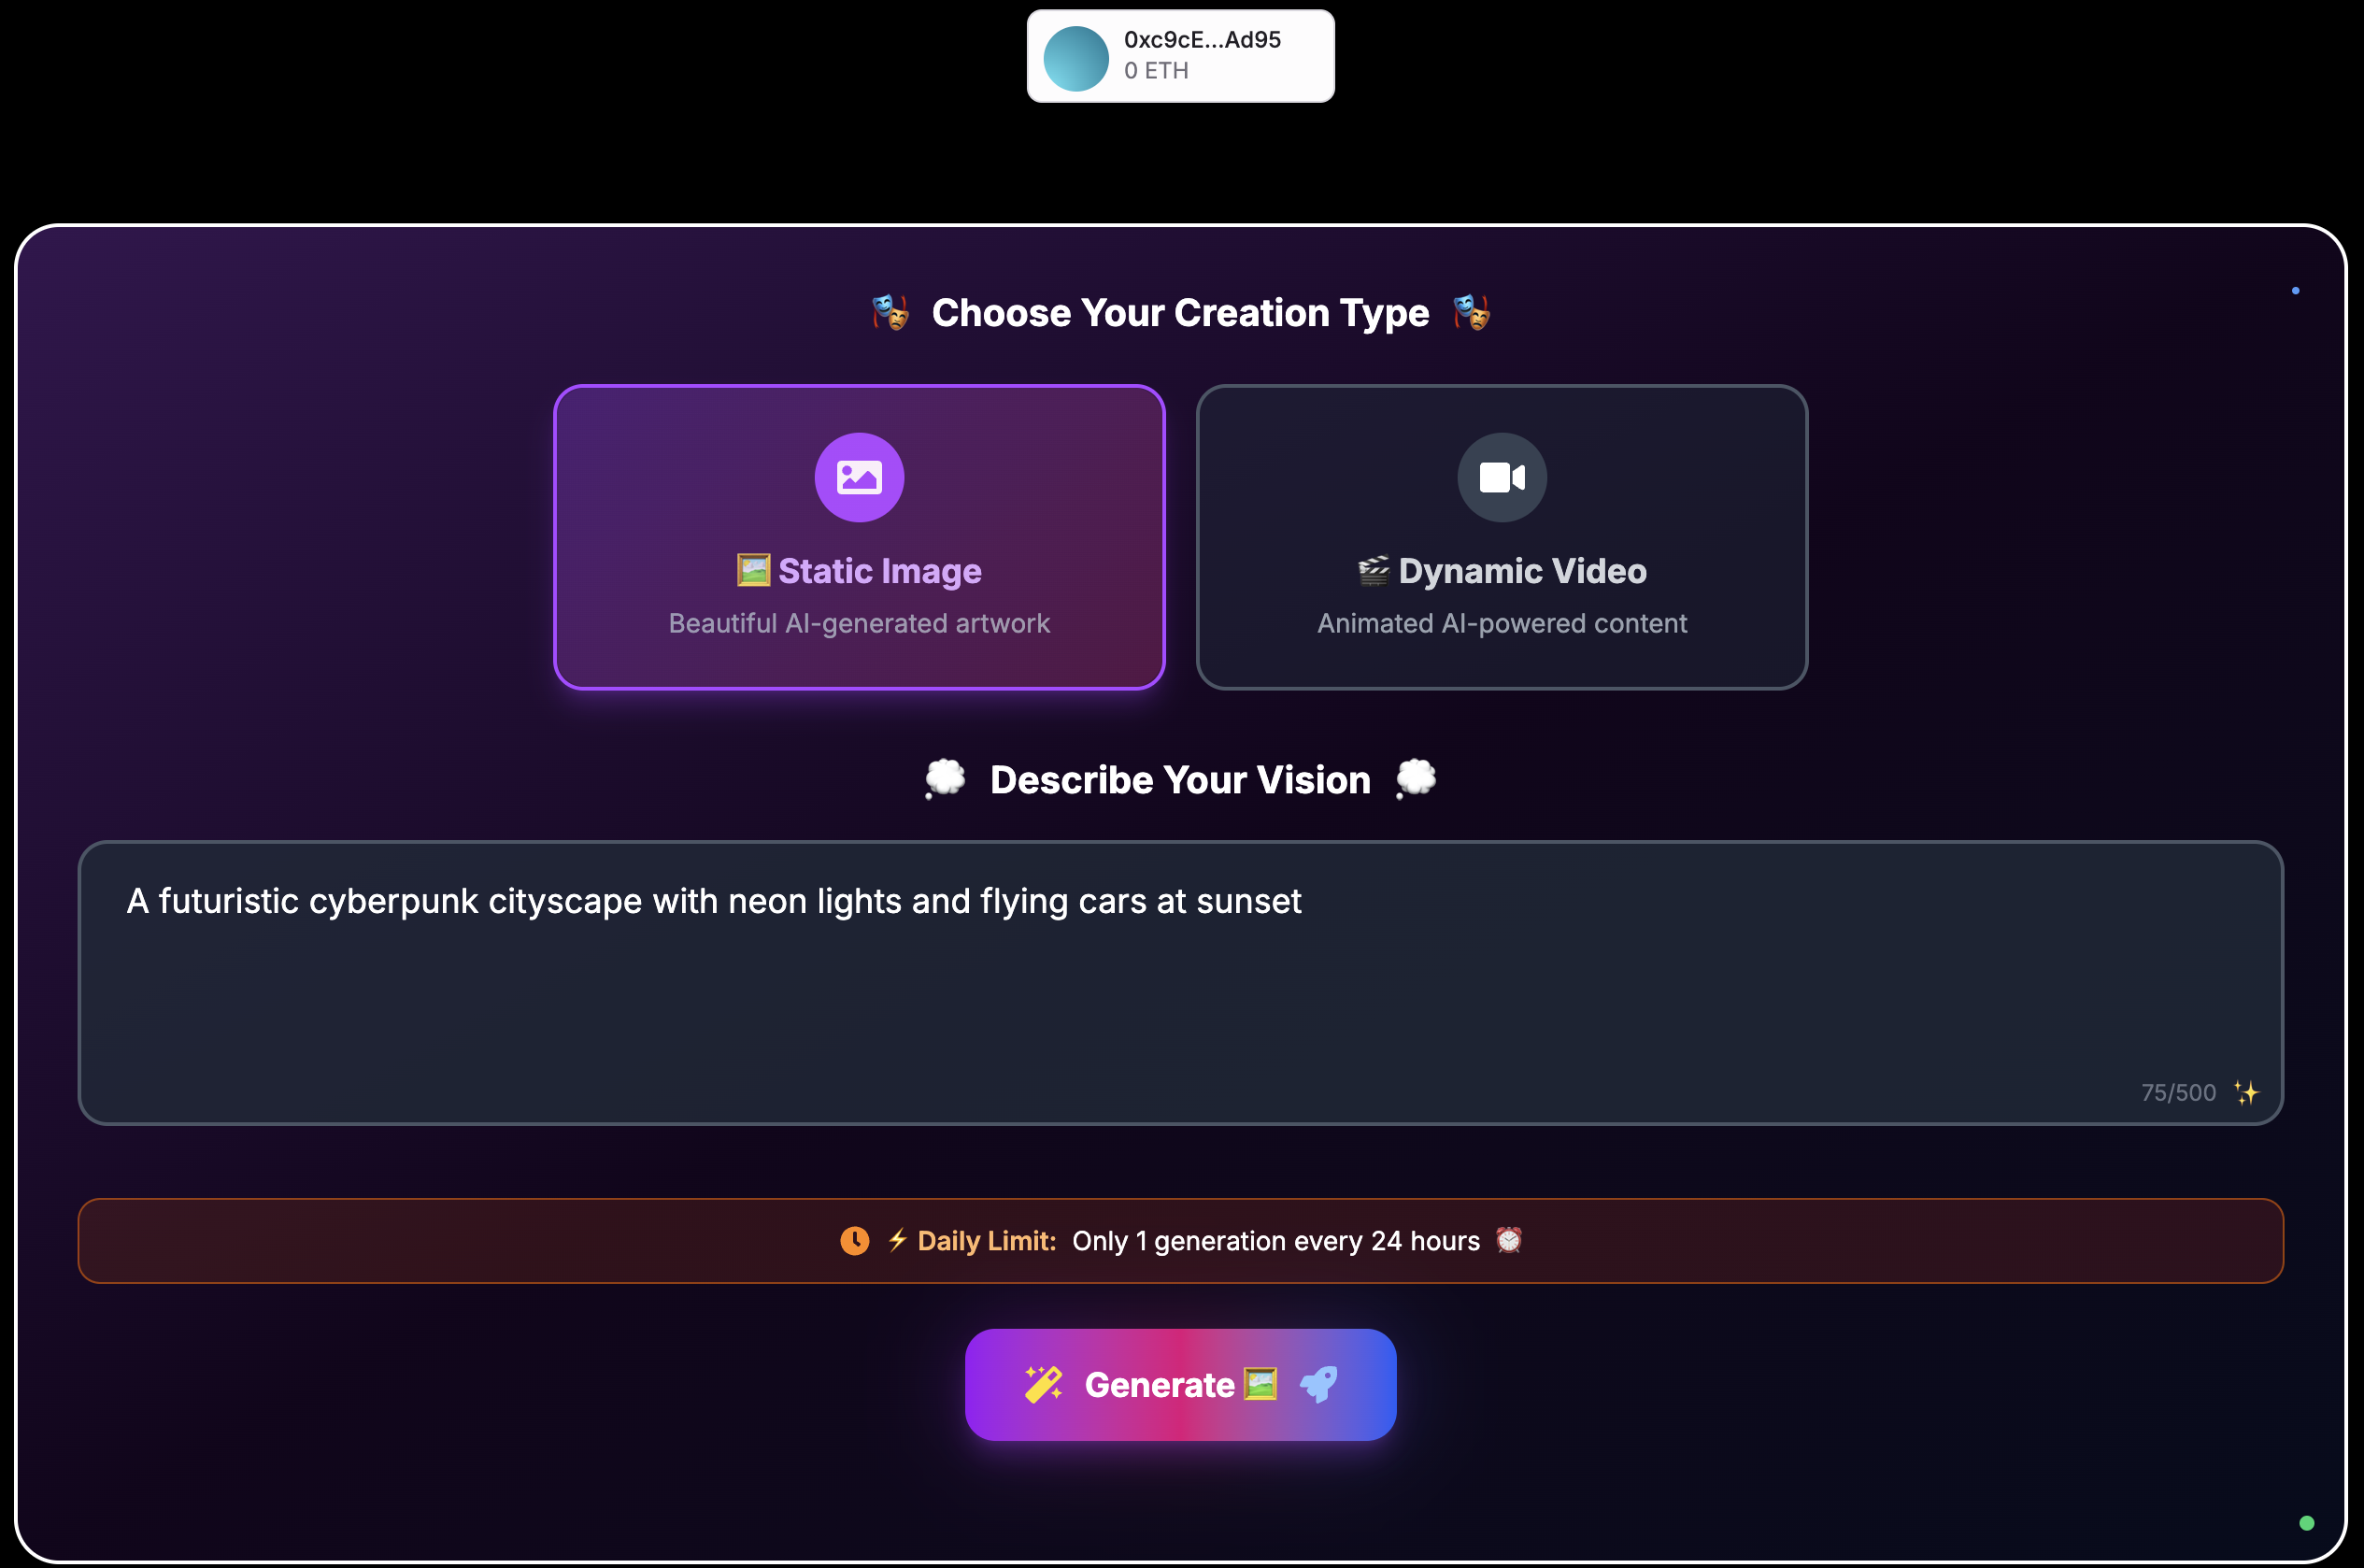 0xc9cE...Ad95
0 ETH
🎭 Choose Your Creation Type 🎭
🖼️ Static Image
Beautiful AI-generated artwork
🎬 Dynamic Video
Animated AI-powered content
💭 Describe Your Vision 💭
A futuristic cyberpunk cityscape with neon lights and flying cars at sunset
75/500 ✨
⚡ Daily Limit: Only 1 generation every 24 hours ⏰
Generate 🖼️